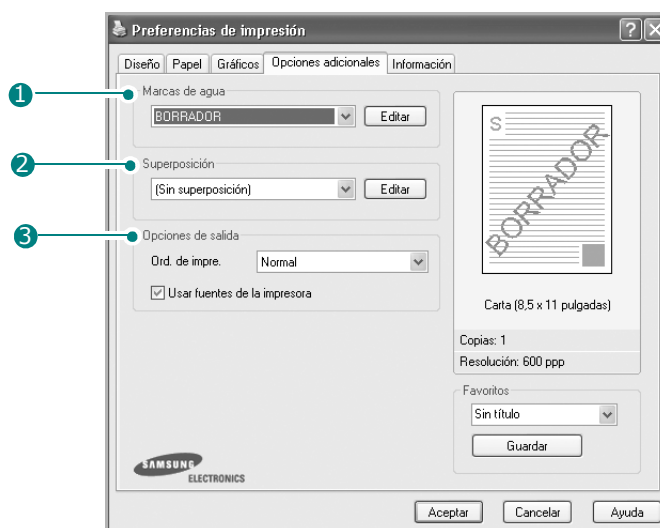 Preferencias de impresión
Diseño Papel Gráficos Opciones adicionales Información
1
Marcas de agua
BORRADOR Editar
2
Superposición
(Sin superposición) Editar
3
Opciones de salida
Ord. de impre. Normal
Usar fuentes de la impresora
S
BORRADOR
Carta (8,5 x 11 pulgadas)
Copias: 1
Resolución: 600 ppp
Favoritos
Sin título
Guardar
SAMSUNG
ELECTRONICS
Aceptar Cancelar Ayuda